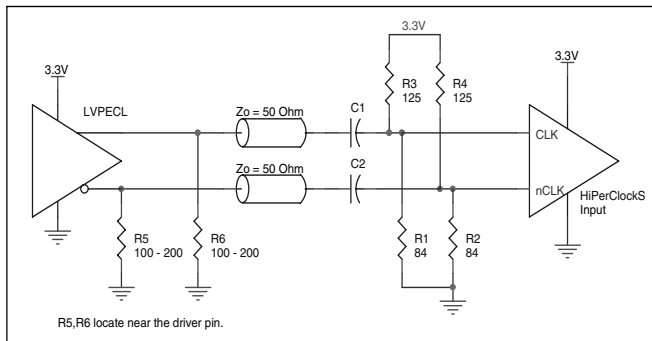 3.3V
3.3V
3.3V
R3
125
R4
125
LVPECL
Zo = 50 Ohm
C1
CLK
Zo = 50 Ohm
C2
nCLK
HiPerClockS
Input
R5
100 - 200
R6
100 - 200
R1
84
R2
84
R5,R6 locate near the driver pin.